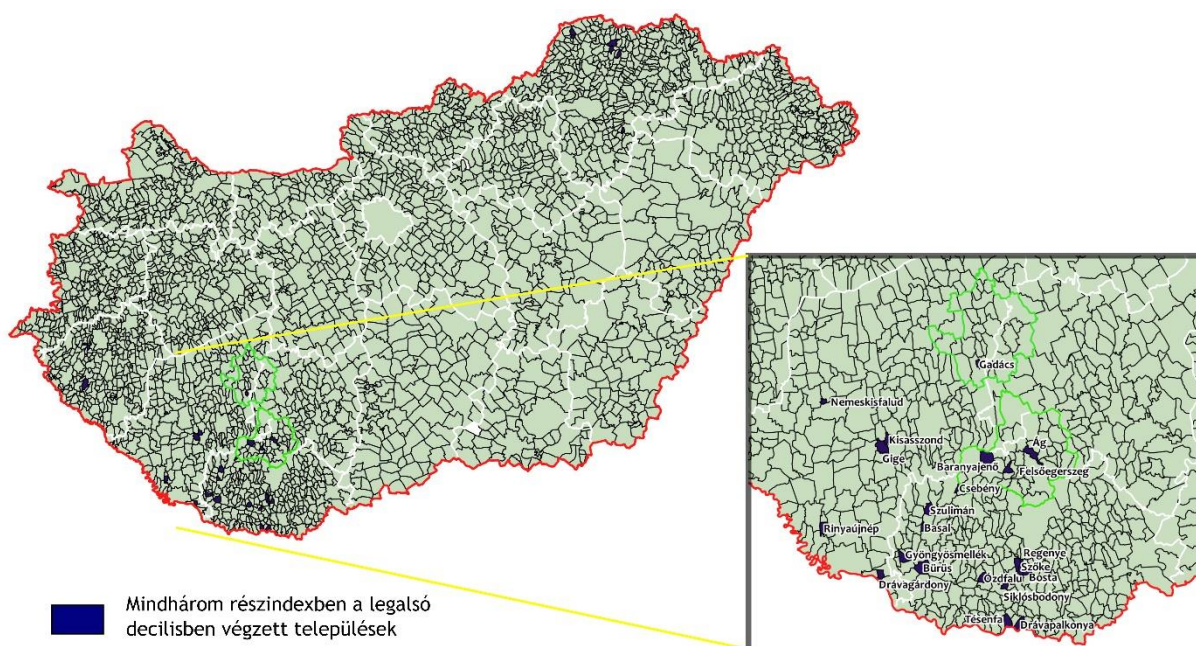 Gadács
Nemeskisfalud
Kisasszond
Gige
Ág
Baranyajenő
Felsőegerszeg
Csebény
Szulimán
Basal
Rinyaújnép
Gyöngyösmellék
Regenye
Bürüs
Szőke
Drávagárdony
Ózdfalu
Bosta
Siklósbodony
Tésenfa
Drávapalkonya
Mindhárom részindexben a legalsó
decilisben végzett települések